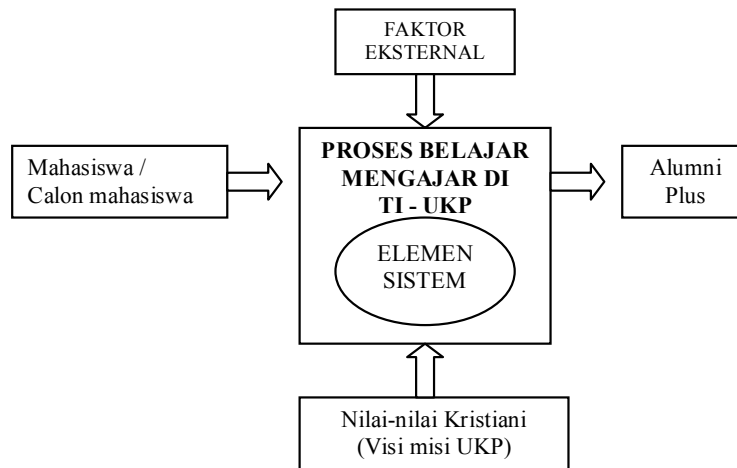 FAKTOR
EKSTERNAL
Mahasiswa /
Calon mahasiswa
PROSES BELAJAR
MENGAJAR DI
TI - UKP
ELEMEN
SISTEM
Alumni
Plus
Nilai-nilai Kristiani
(Visi misi UKP)